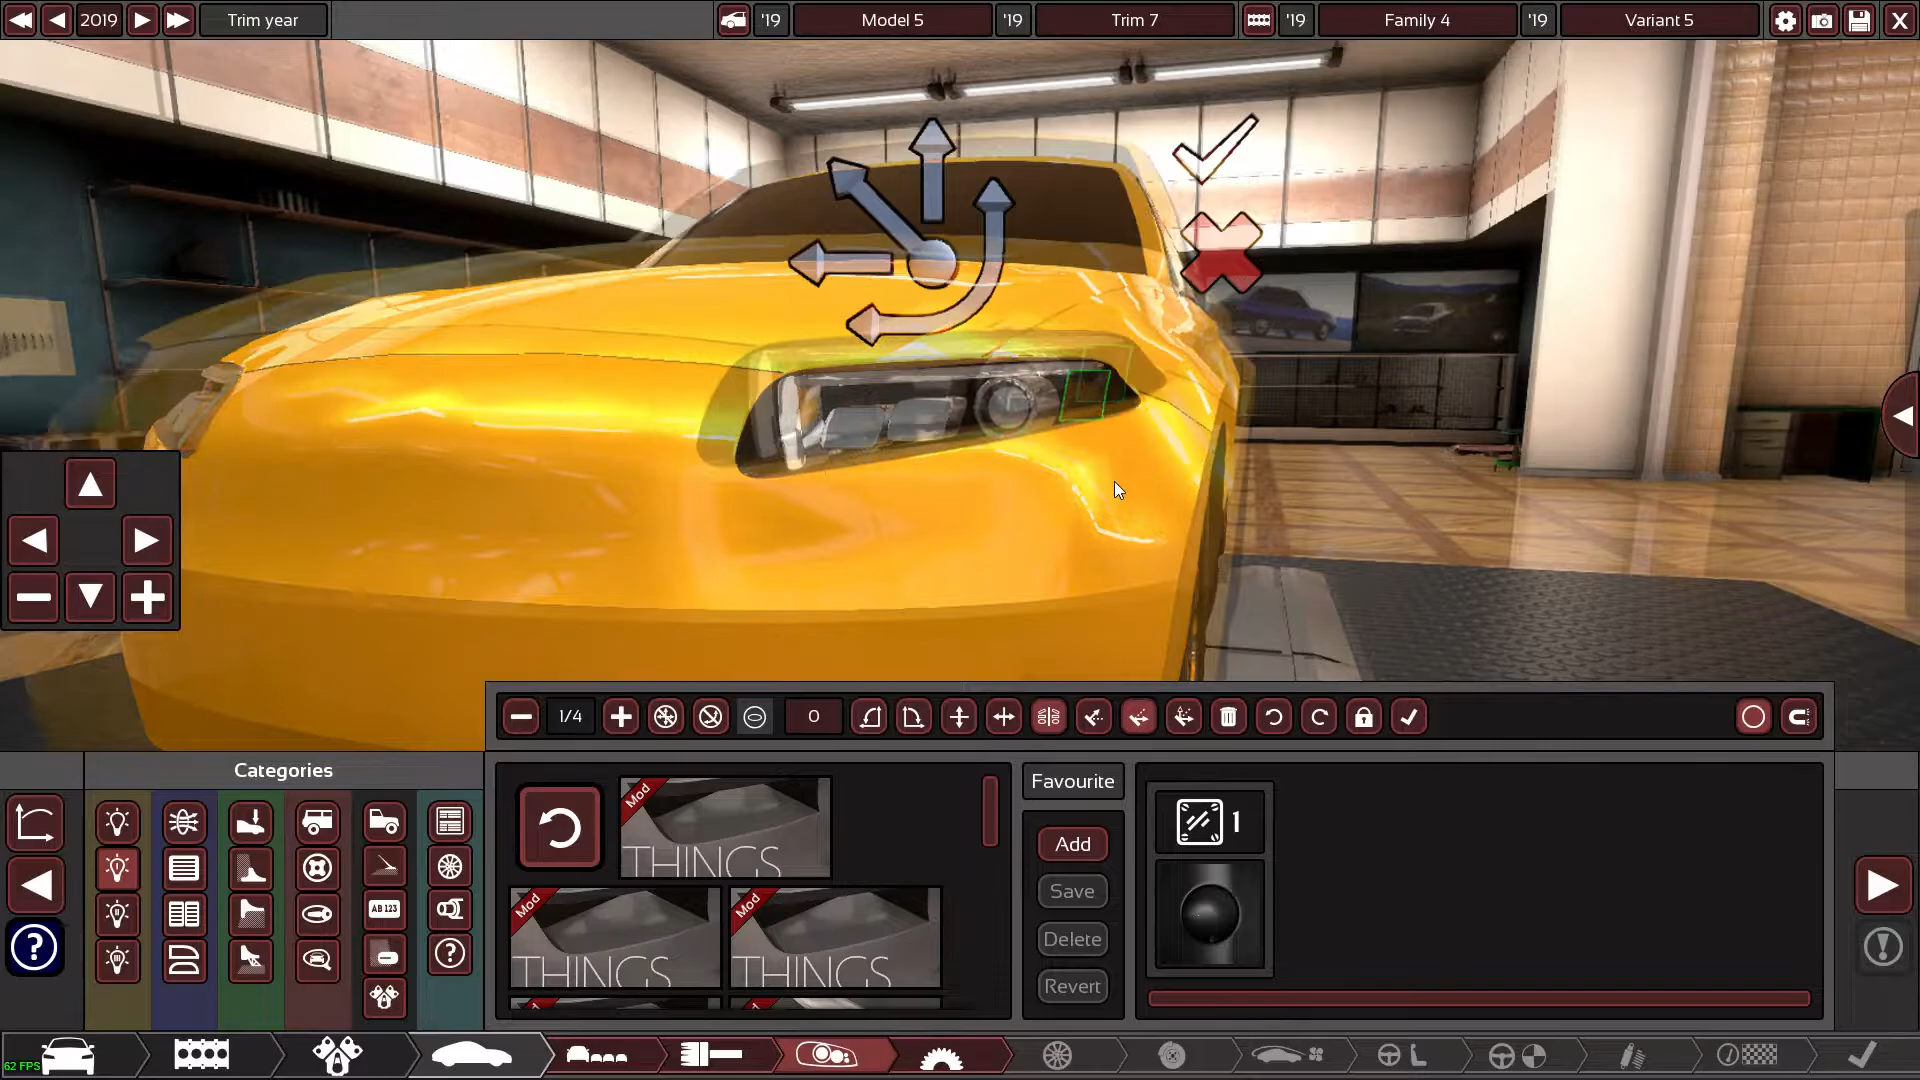 2019
Trim year
'19
Model 5
'19
Trim 7
'19
Family 4
'19
Variant 5
1/4
0
Categories
AB 123
Mod
THINGS
Mod
THINGS
Mod
THINGS
Favourite
Add
Save
Delete
Revert
1
?
?
62 FPS